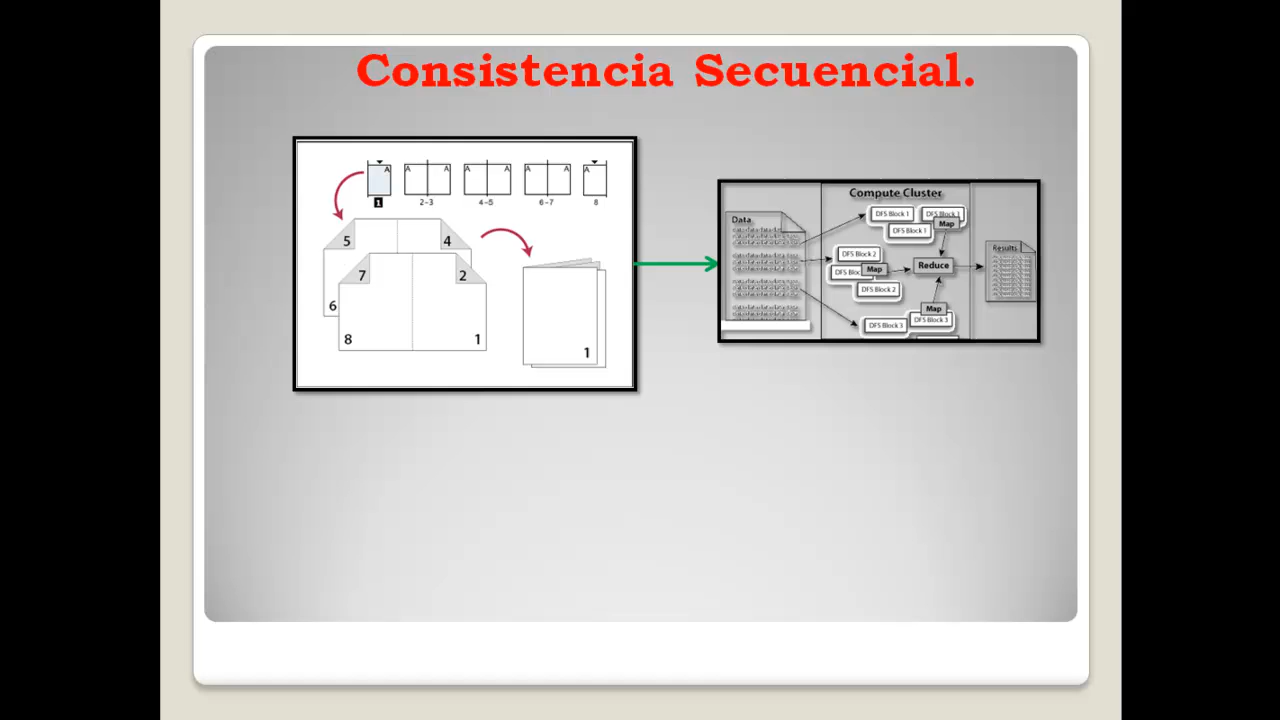 Consistencia Secuencial.
A A A A A A A A
1 2-3 4-5 6-7 8
5 4
7 2
6
8 1
1
Compute Cluster
Data
DFS Block 1 DFS Block 1
Map
DFS Block 1
DFS Block 2
Map
DFS Block 2
Reduce
Results
Map
DFS Block 3 DFS Block 3